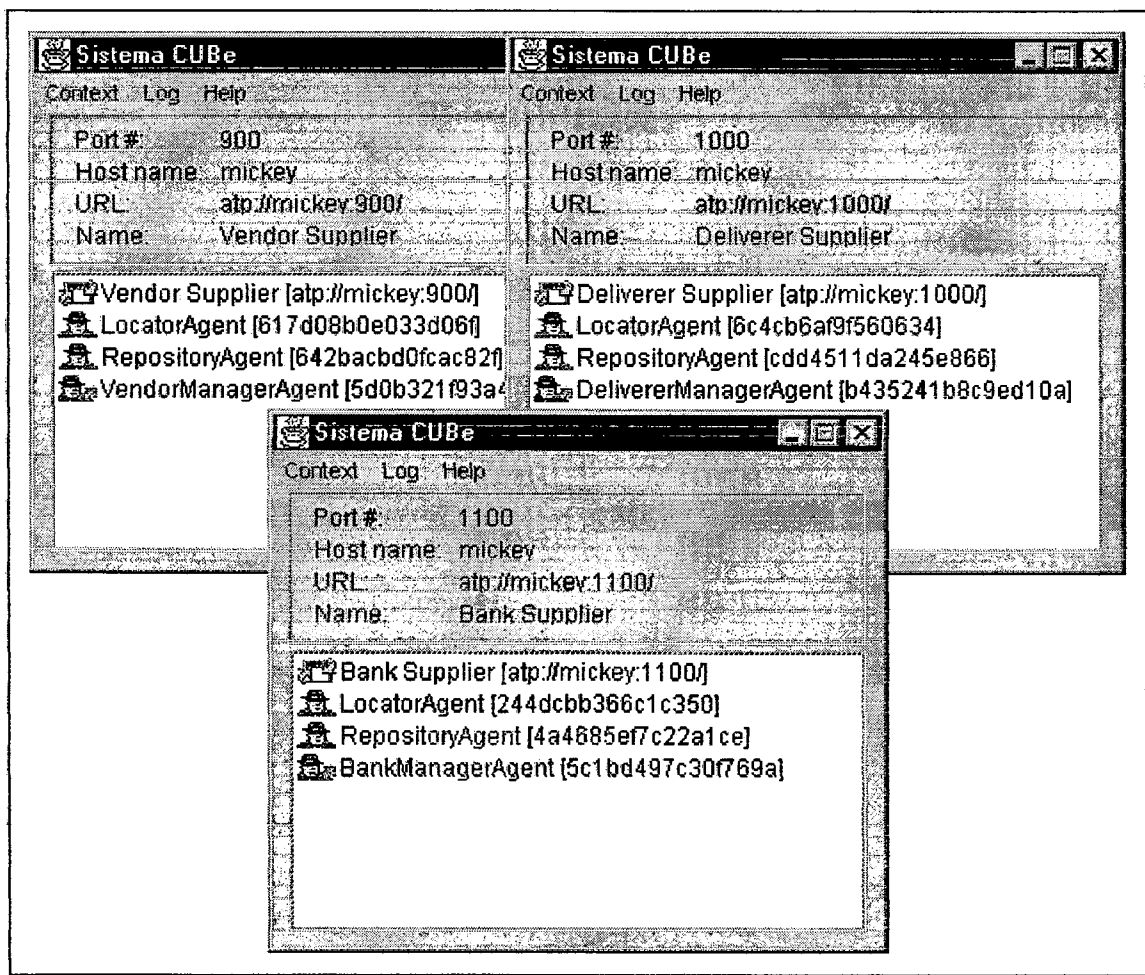 Sistema CUBe
Context Log Help
Port #: 900
Host name: mickey
URL: atp://mickey:900/
Name: Vendor Supplier
Vendor Supplier [atp://mickey:900/]
LocatorAgent [617d08b0e033d06f]
RepositoryAgent [642bacbd0fcac82f]
VendorManagerAgent [5d0b321f93a4
Sistema CUBe
Context Log Help
Port #: 1000
Host name: mickey
URL: atp://mickey:1000/
Name: Deliverer Supplier
Deliverer Supplier [atp://mickey:1000/]
LocatorAgent [6c4cb6af9f560634]
RepositoryAgent [cdd4511da245e866]
DelivererManagerAgent [b435241b8c9ed10a]
Sistema CUBe
Context Log Help
Port #: 1100
Host name: mickey
URL: atp://mickey:1100/
Name: Bank Supplier
Bank Supplier [atp://mickey:1100/]
LocatorAgent [244dcbb366c1c350]
RepositoryAgent [4a4685ef7c22a1ce]
BankManagerAgent [5c1bd497c30f769a]